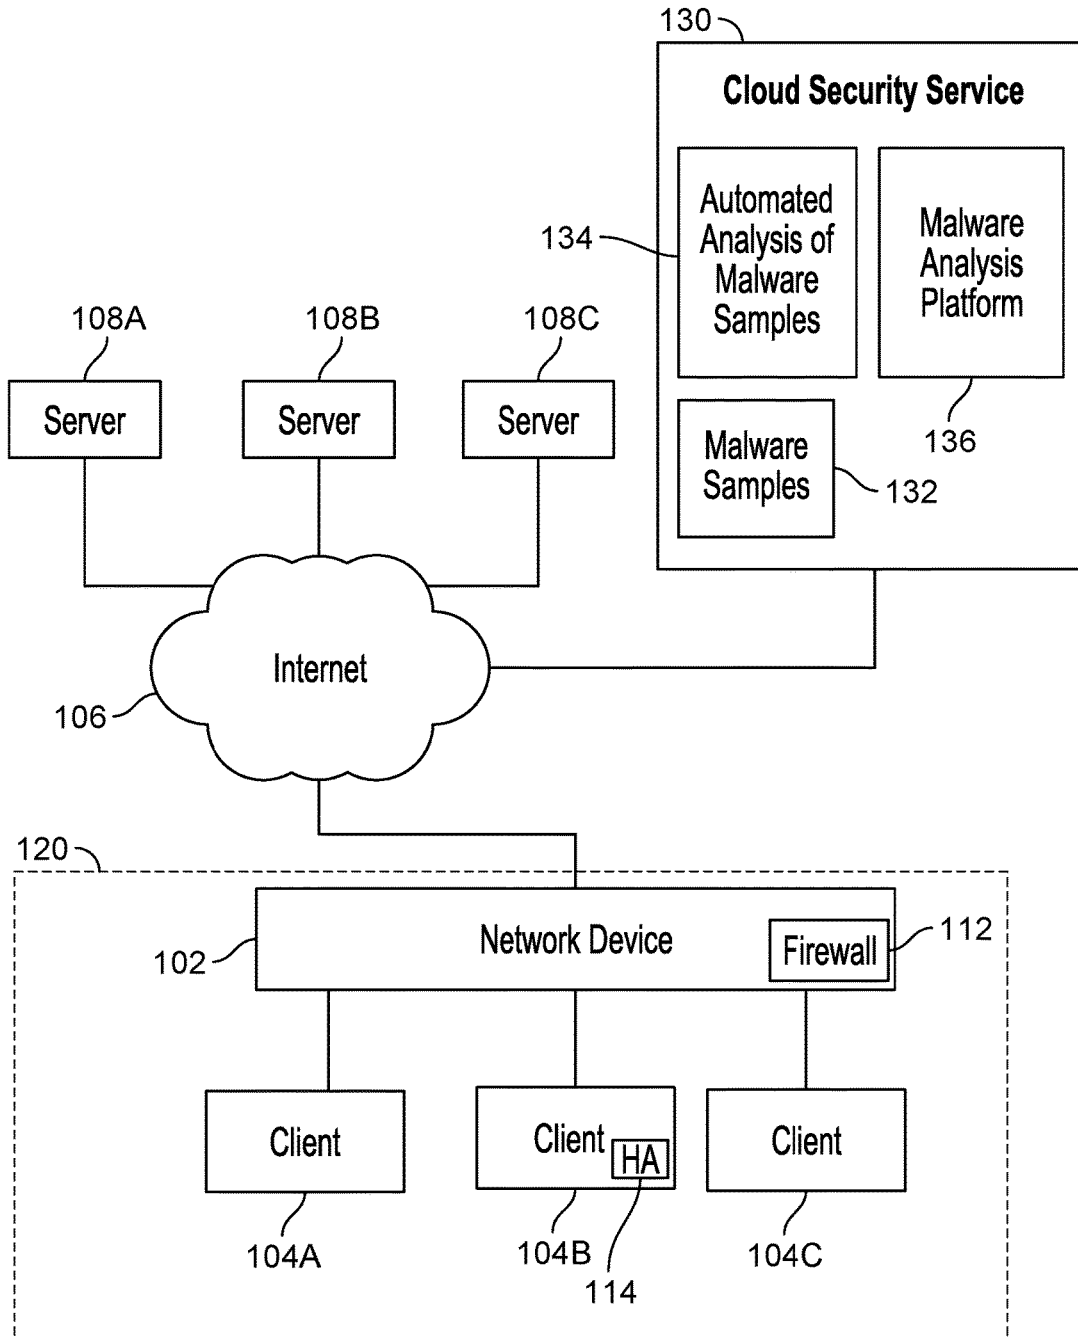 130
Cloud Security Service
134
Automated
Analysis of
Malware
Samples
Malware
Analysis
Platform
136
Malware
Samples
132
108A
108B
108C
Server
Server
Server
Internet
106
120
102
Network Device
Firewall
112
Client
Client
HA
Client
104A
104B
114
104C